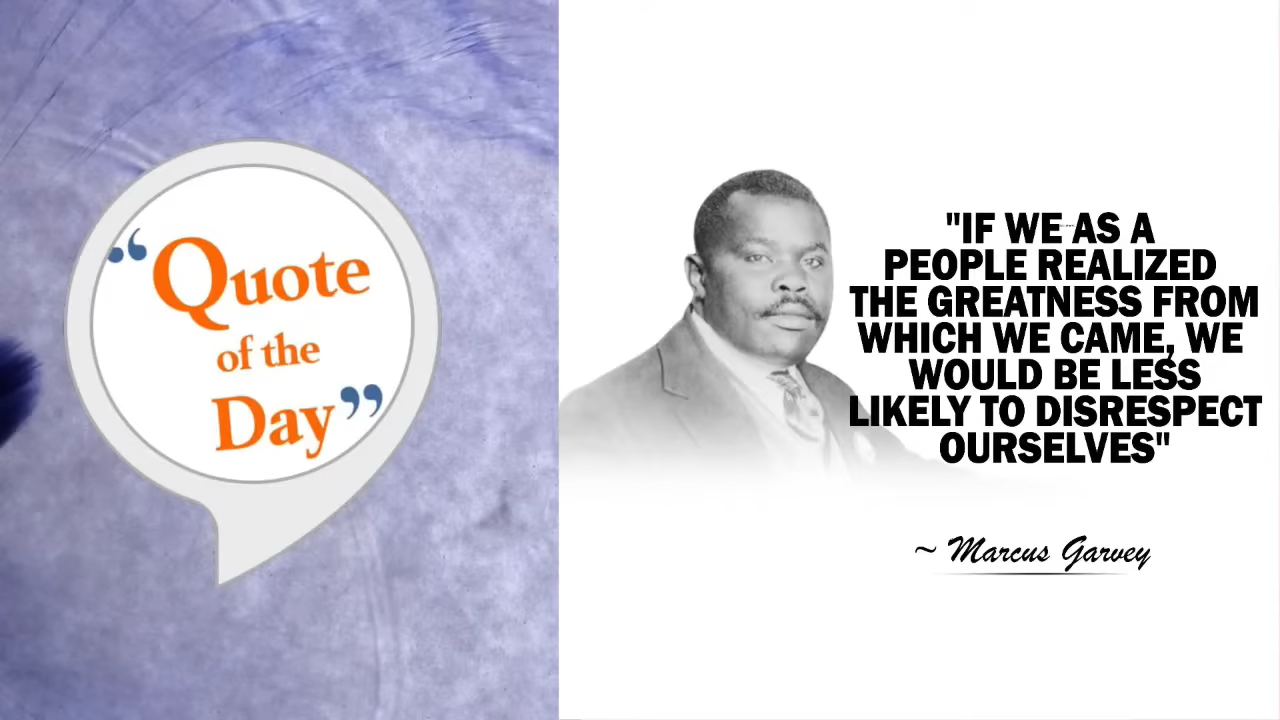 “Quote
of the
Day”
"IF WE AS A
PEOPLE REALIZED
THE GREATNESS FROM
WHICH WE CAME, WE
WOULD BE LESS
LIKELY TO DISRESPECT
OURSELVES"
~ Marcus Garvey